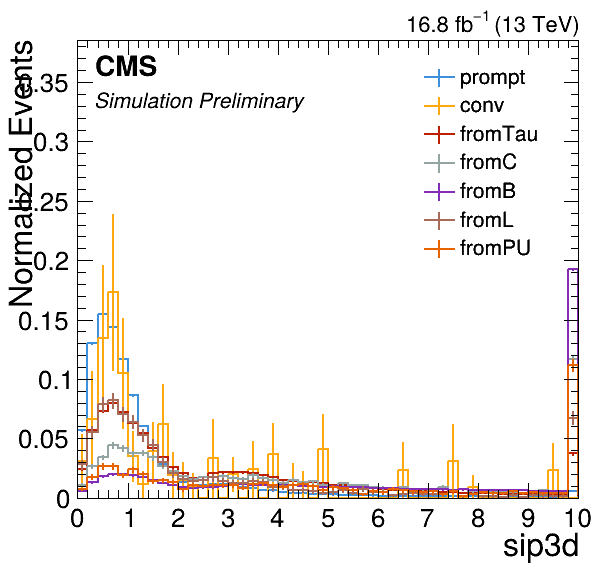 16.8 fb⁻¹ (13 TeV)
CMS
Simulation Preliminary
prompt
conv
fromTau
fromC
fromB
fromL
fromPU
Normalized Events
0.35
0.3
0.25
0.2
0.15
0.1
0.05
0
0 1 2 3 4 5 6 7 8 9 10
sip3d